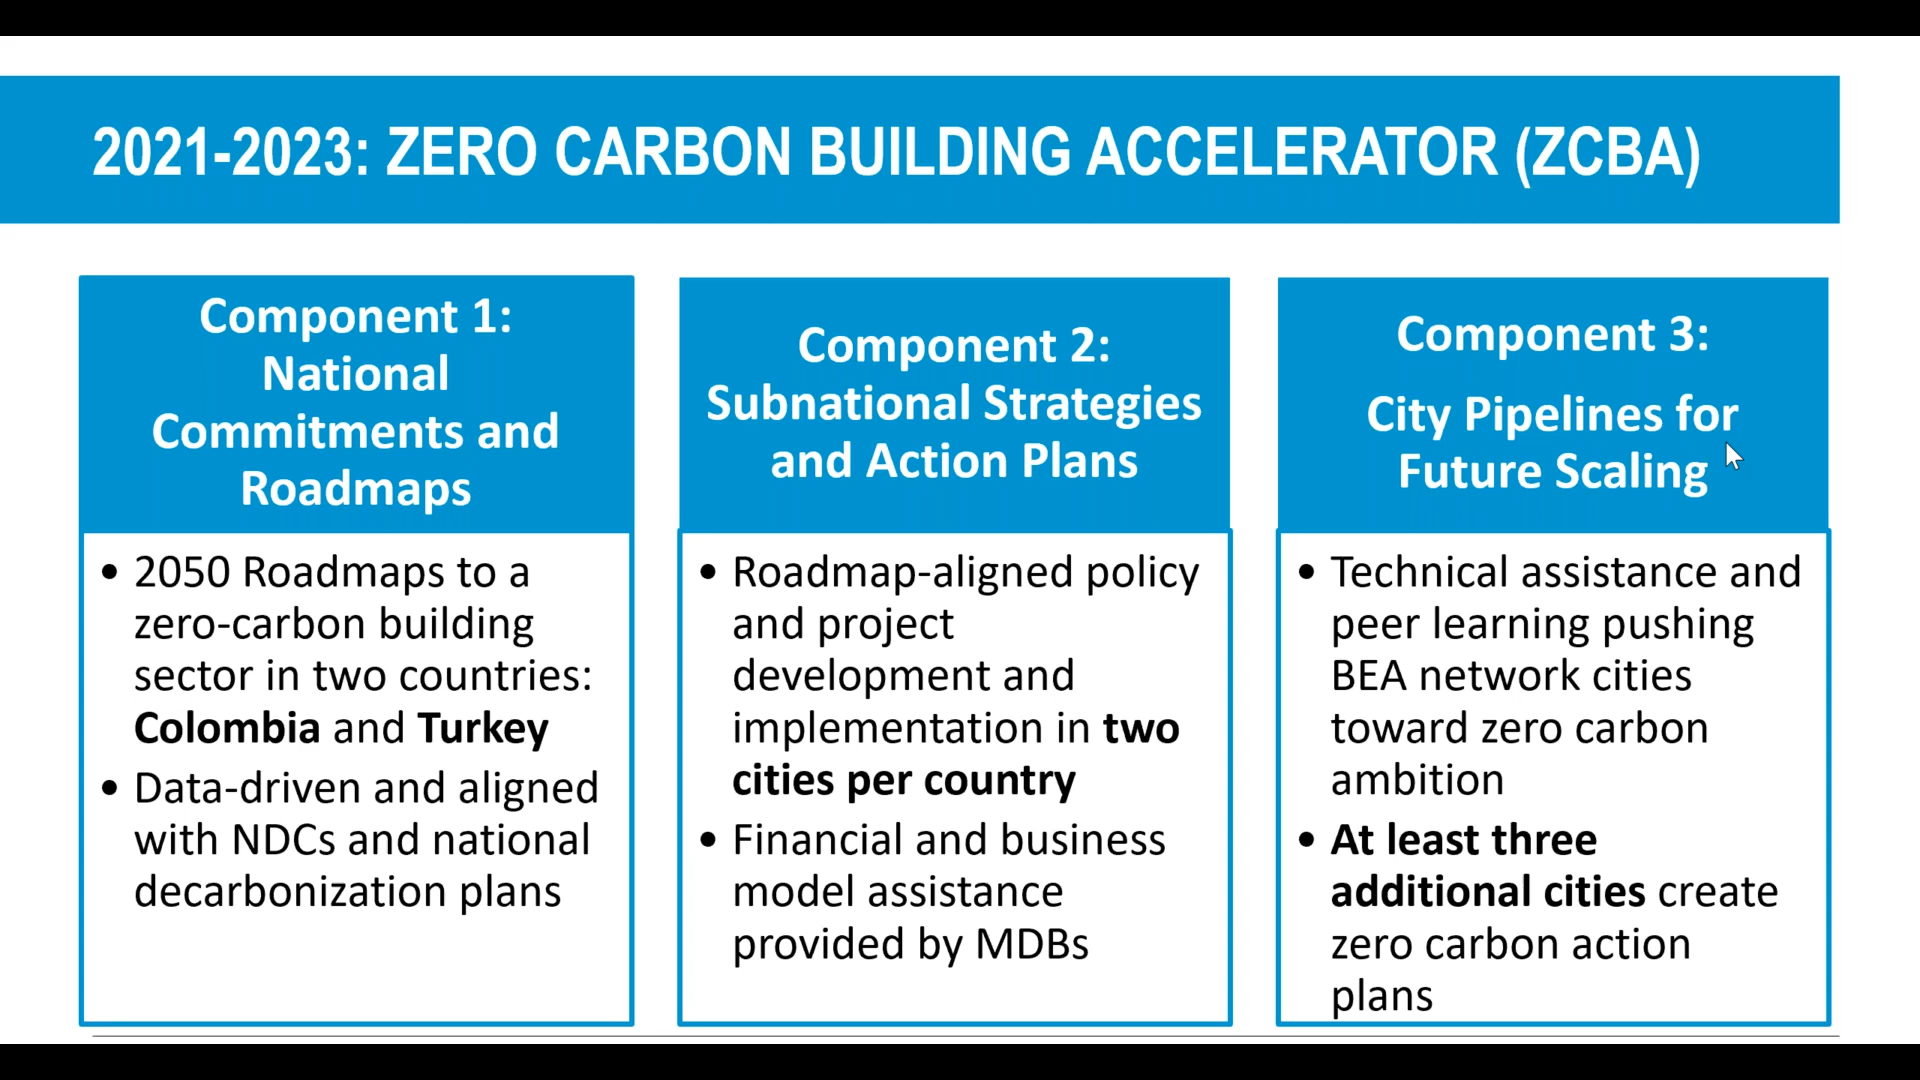 2021-2023: ZERO CARBON BUILDING ACCELERATOR (ZCBA)
Component 1:
National
Commitments and
Roadmaps
• 2050 Roadmaps to a
zero-carbon building
sector in two countries:
Colombia and Turkey
• Data-driven and aligned
with NDCs and national
decarbonization plans
Component 2:
Subnational Strategies
and Action Plans
• Roadmap-aligned policy
and project
development and
implementation in two
cities per country
• Financial and business
model assistance
provided by MDBs
Component 3:
City Pipelines for
Future Scaling
• Technical assistance and
peer learning pushing
BEA network cities
toward zero carbon
ambition
• At least three
additional cities create
zero carbon action
plans